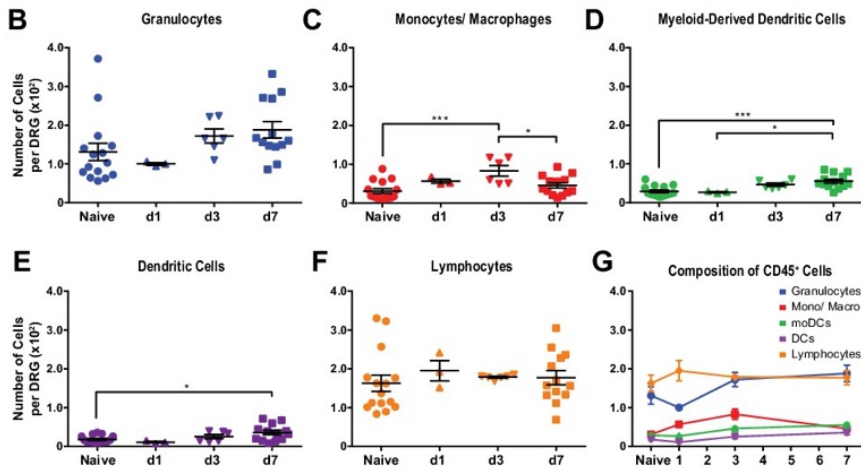 B Granulocytes
Number of Cells
per DRG (x10²)
4.0
3.0
2.0
1.0
0
Naive d1 d3 d7
C Monocytes/ Macrophages
4.0
3.0
2.0
1.0
0
***
*
Naive d1 d3 d7
D Myeloid-Derived Dendritic Cells
4.0
3.0
2.0
1.0
0
***
*
Naive d1 d3 d7
E Dendritic Cells
Number of Cells
per DRG (x10²)
4.0
3.0
2.0
1.0
0
*
Naive d1 d3 d7
F Lymphocytes
4.0
3.0
2.0
1.0
0
Naive d1 d3 d7
G Composition of CD45⁺ Cells
4.0
3.0
2.0
1.0
0
Granulocytes
Mono/ Macro
moDCs
DCs
Lymphocytes
Naive 1 2 3 4 5 6 7